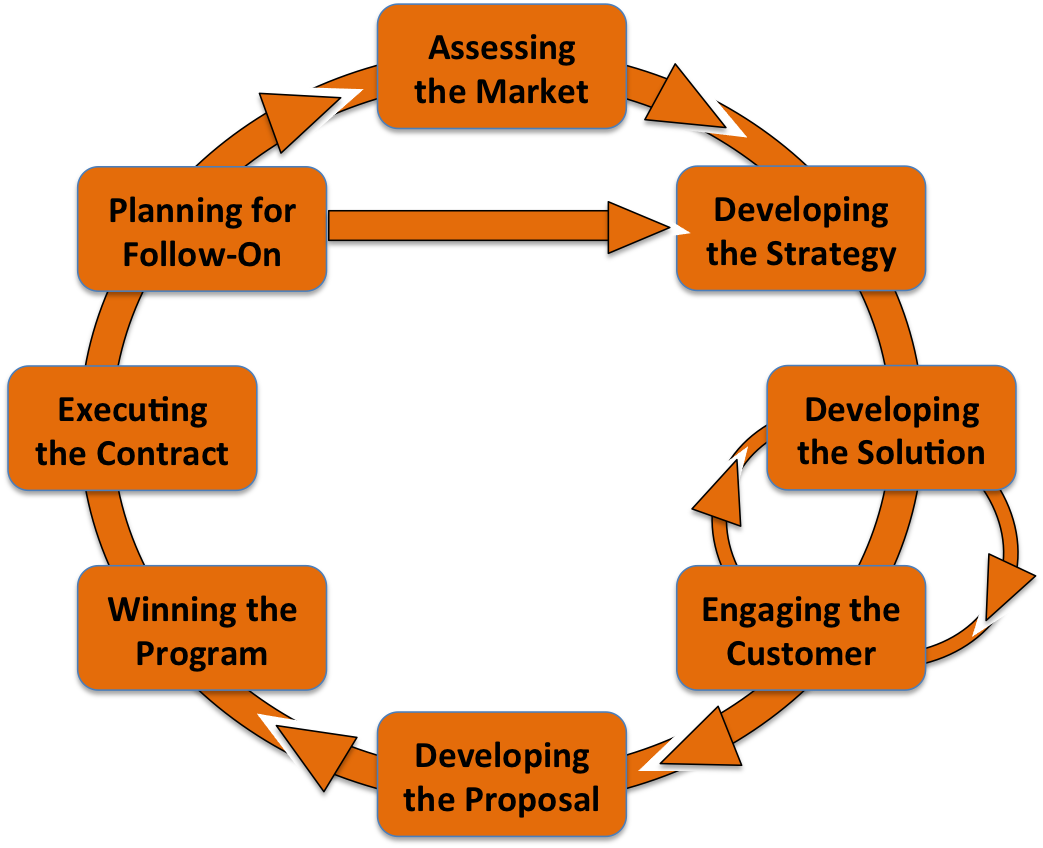 Assessing
the Market
Developing
the Strategy
Developing
the Solution
Engaging the
Customer
Developing
the Proposal
Winning the
Program
Executing
the Contract
Planning for
Follow-On